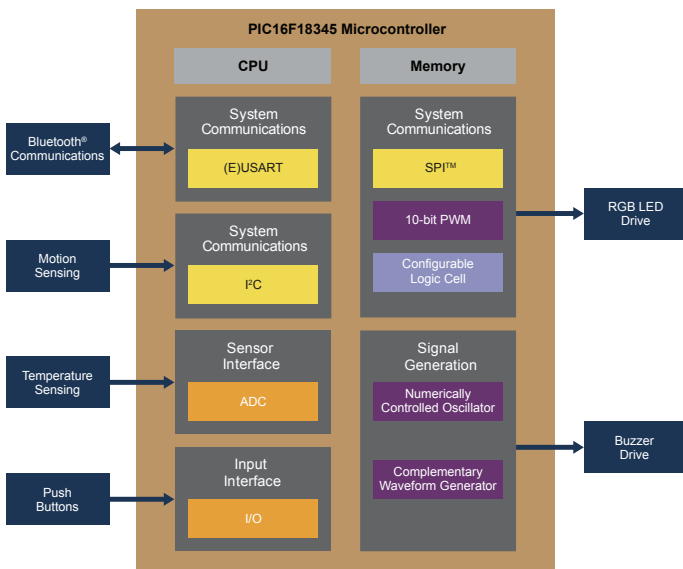 PIC16F18345 Microcontroller
CPU
Memory
Bluetooth®
Communications
System
Communications
(E)USART
Motion
Sensing
System
Communications
I²C
Temperature
Sensing
Sensor
Interface
ADC
Push
Buttons
Input
Interface
I/O
System
Communications
SPI™
10-bit PWM
Configurable
Logic Cell
RGB LED
Drive
Signal
Generation
Numerically
Controlled Oscillator
Complementary
Waveform Generator
Buzzer
Drive